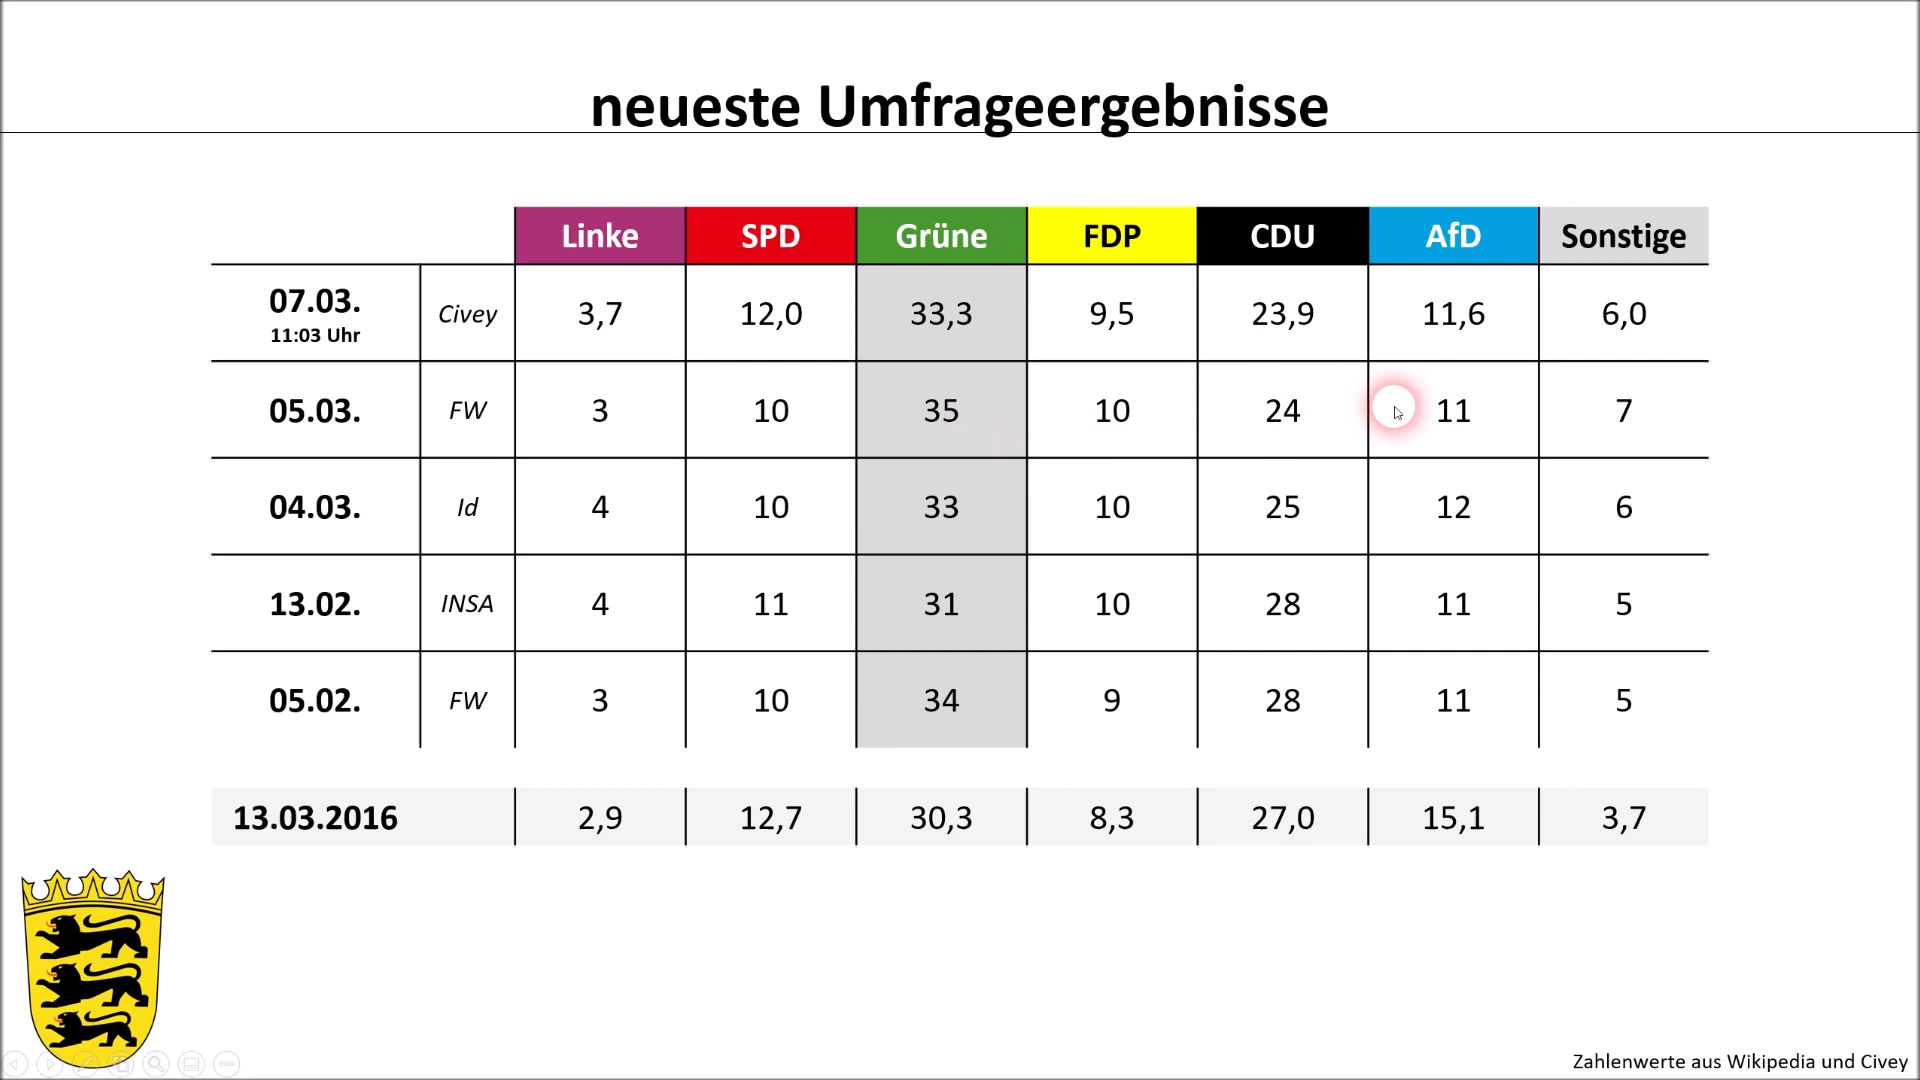 neueste Umfrageergebnisse
Linke SPD Grüne FDP CDU AfD Sonstige
07.03. 11:03 Uhr Civey 3,7 12,0 33,3 9,5 23,9 11,6 6,0
05.03. FW 3 10 35 10 24 11 7
04.03. Id 4 10 33 10 25 12 6
13.02. INSA 4 11 31 10 28 11 5
05.02. FW 3 10 34 9 28 11 5
13.03.2016 2,9 12,7 30,3 8,3 27,0 15,1 3,7
Zahlenwerte aus Wikipedia und Civey